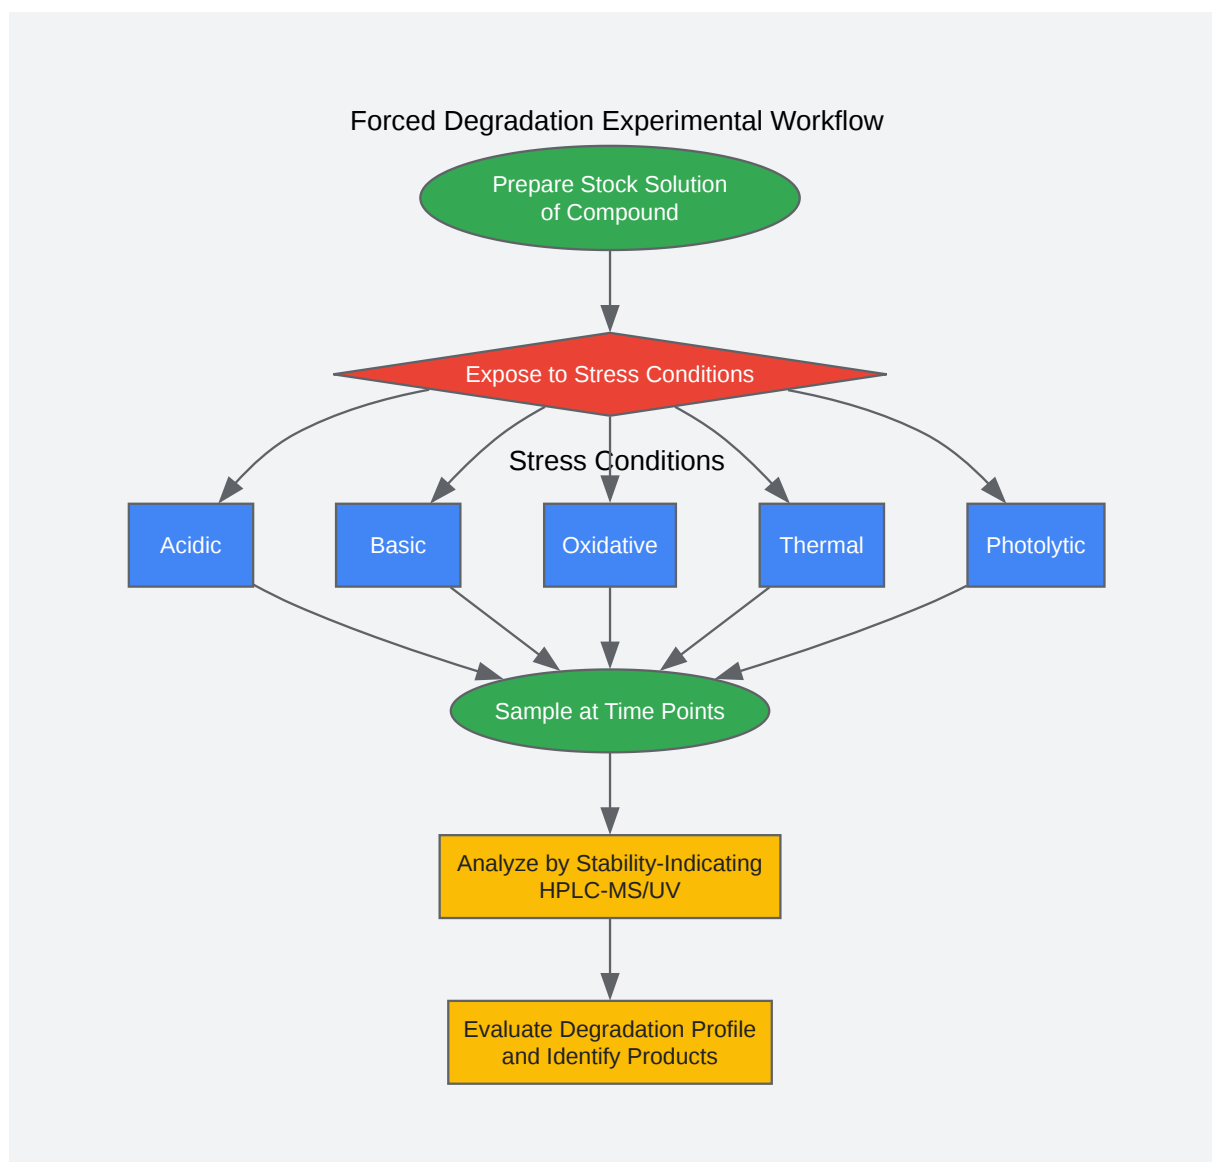 Forced Degradation Experimental Workflow
Prepare Stock Solution
of Compound
Expose to Stress Conditions
Stress Conditions
Acidic
Basic
Oxidative
Thermal
Photolytic
Sample at Time Points
Analyze by Stability-Indicating
HPLC-MS/UV
Evaluate Degradation Profile
and Identify Products